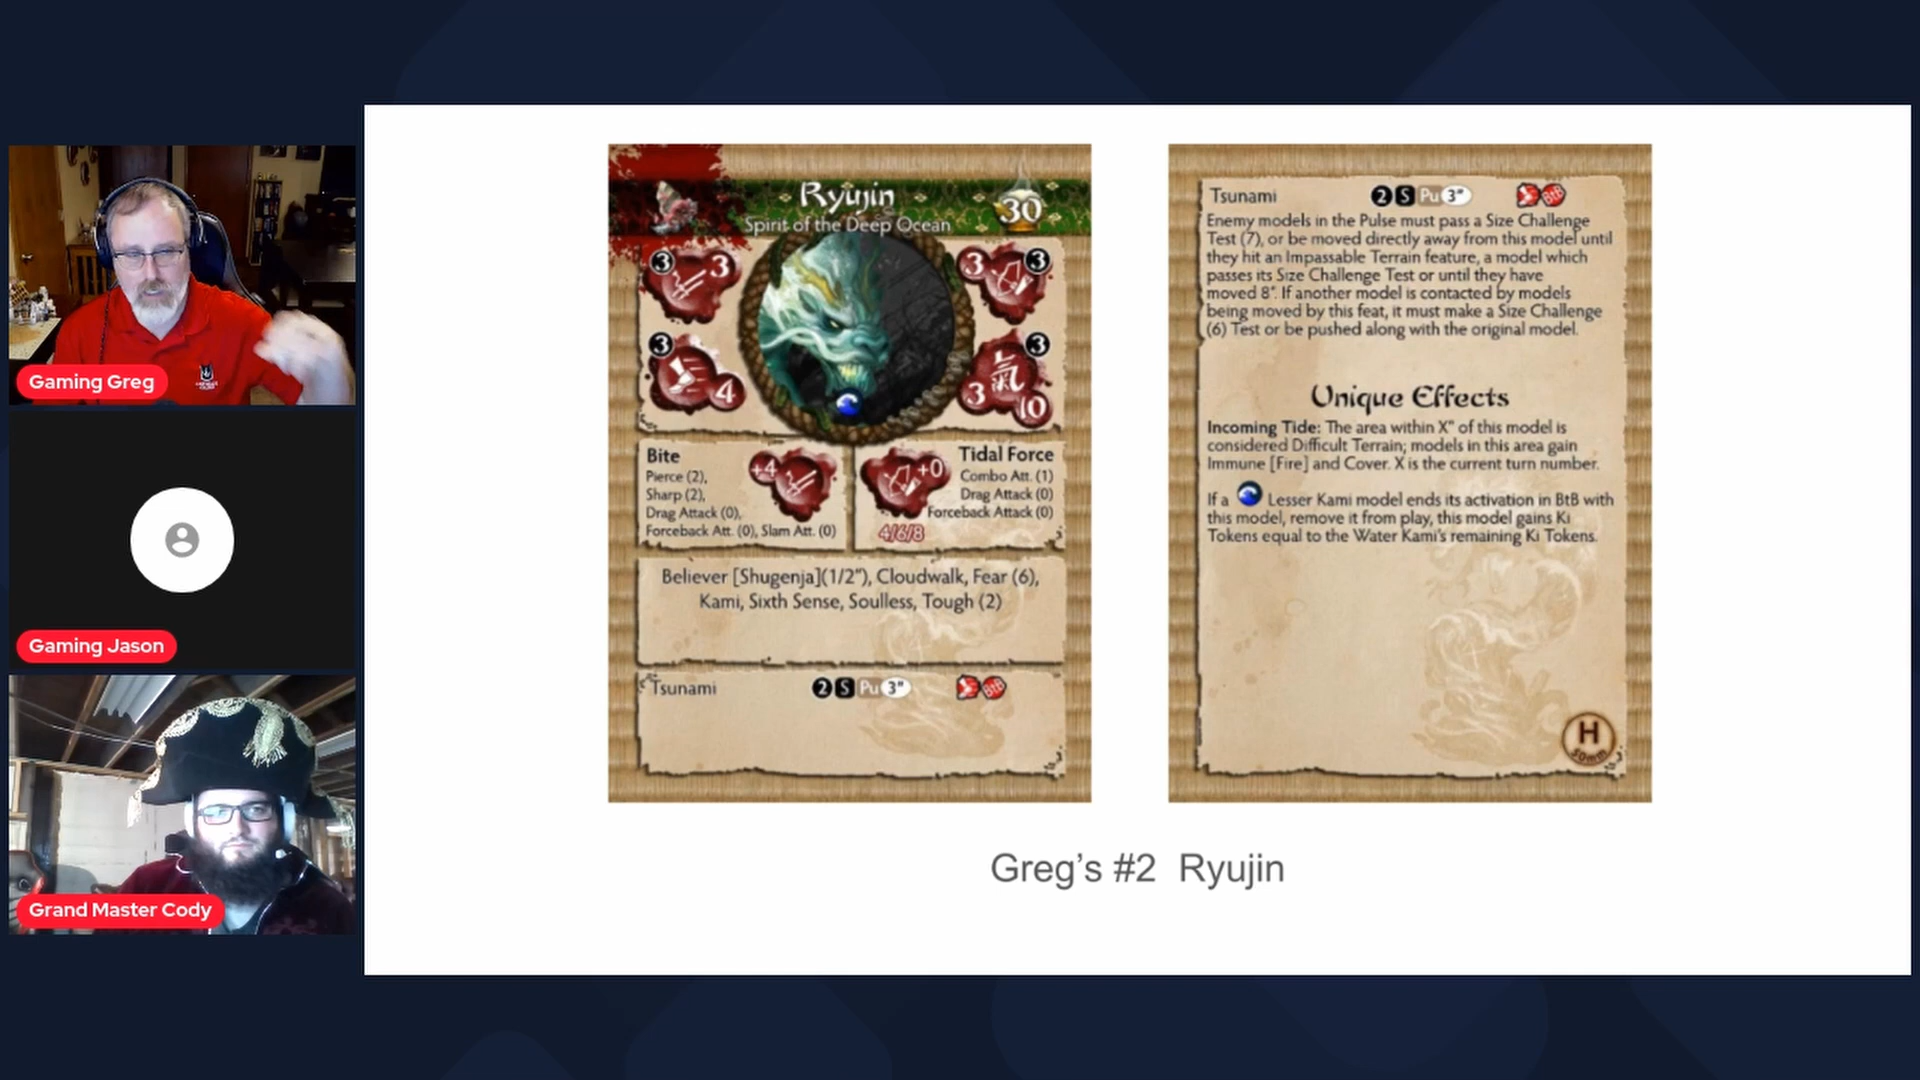 Gaming Greg
Gaming Jason
Grand Master Cody
Ryujin
Spirit of the Deep Ocean
30
3 3
3 3
3 4
3 3 10
氣
Bite
Pierce (2),
Sharp (2),
Drag Attack (0),
Forceback Att. (0), Slam Att. (0)
+4
+0
4/6/8
Tidal Force
Combo Att. (1)
Drag Attack (0)
Forceback Attack (0)
Believer [Shugenja](1/2"), Cloudwalk, Fear (6),
Kami, Sixth Sense, Soulless, Tough (2)
Tsunami 2 S Pu 3" BtB
Tsunami 2 S Pu 3" BtB
Enemy models in the Pulse must pass a Size Challenge
Test (7), or be moved directly away from this model until
they hit an Impassable Terrain feature, a model which
passes its Size Challenge Test or until they have
moved 8". If another model is contacted by models
being moved by this feat, it must make a Size Challenge
(6) Test or be pushed along with the original model.
Unique Effects
Incoming Tide: The area within X" of this model is
considered Difficult Terrain; models in this area gain
Immune [Fire] and Cover. X is the current turn number.
If a Lesser Kami model ends its activation in BtB with
this model, remove it from play, this model gains Ki
Tokens equal to the Water Kami's remaining Ki Tokens.
H
50mm
Greg's #2 Ryujin